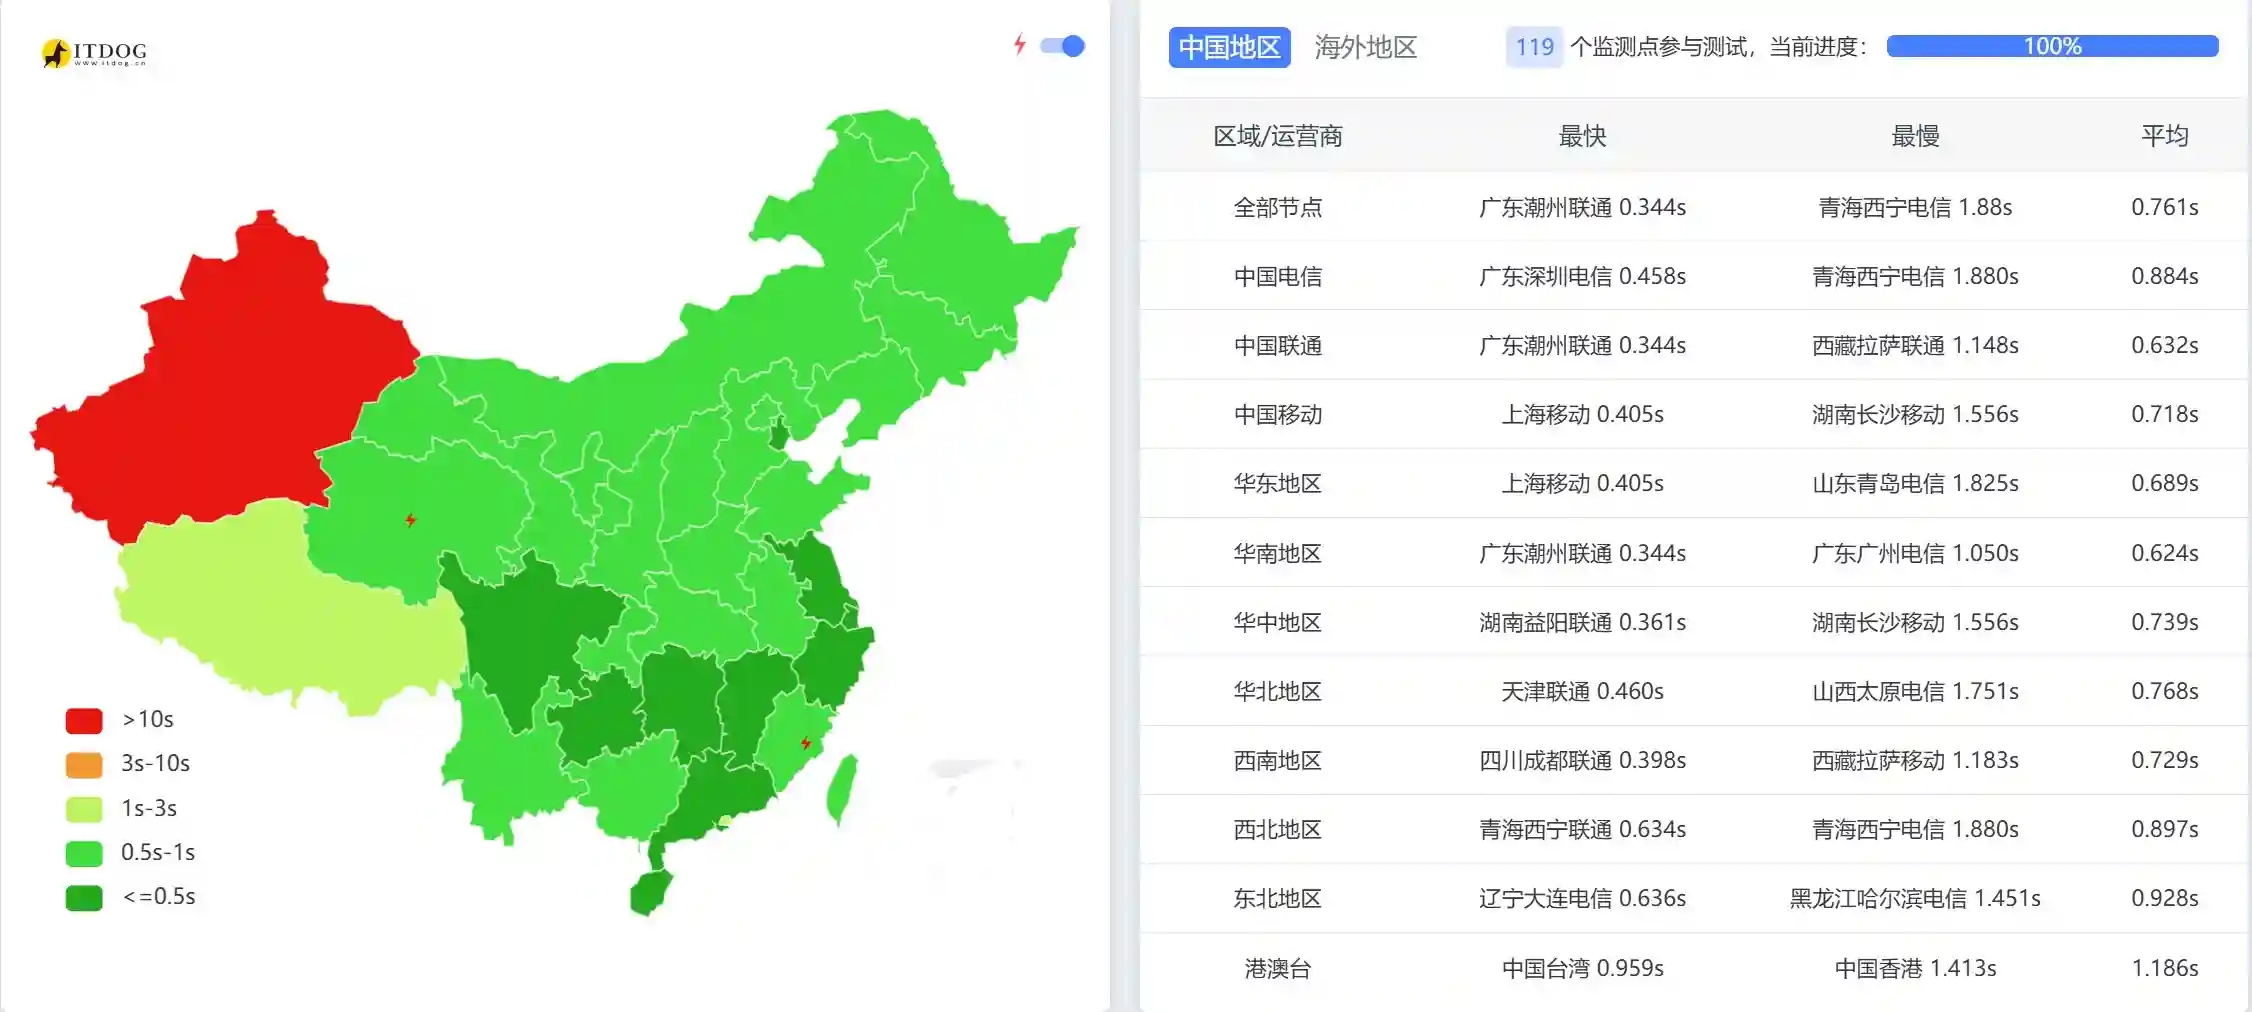 ITDOG
www.itdog.cn
>10s
3s-10s
1s-3s
0.5s-1s
<=0.5s
中国地区 海外地区 119 个监测点参与测试，当前进度： 100%
区域/运营商 最快 最慢 平均
全部节点 广东潮州联通 0.344s 青海西宁电信 1.88s 0.761s
中国电信 广东深圳电信 0.458s 青海西宁电信 1.880s 0.884s
中国联通 广东潮州联通 0.344s 西藏拉萨联通 1.148s 0.632s
中国移动 上海移动 0.405s 湖南长沙移动 1.556s 0.718s
华东地区 上海移动 0.405s 山东青岛电信 1.825s 0.689s
华南地区 广东潮州联通 0.344s 广东广州电信 1.050s 0.624s
华中地区 湖南益阳联通 0.361s 湖南长沙移动 1.556s 0.739s
华北地区 天津联通 0.460s 山西太原电信 1.751s 0.768s
西南地区 四川成都联通 0.398s 西藏拉萨移动 1.183s 0.729s
西北地区 青海西宁联通 0.634s 青海西宁电信 1.880s 0.897s
东北地区 辽宁大连电信 0.636s 黑龙江哈尔滨电信 1.451s 0.928s
港澳台 中国台湾 0.959s 中国香港 1.413s 1.186s